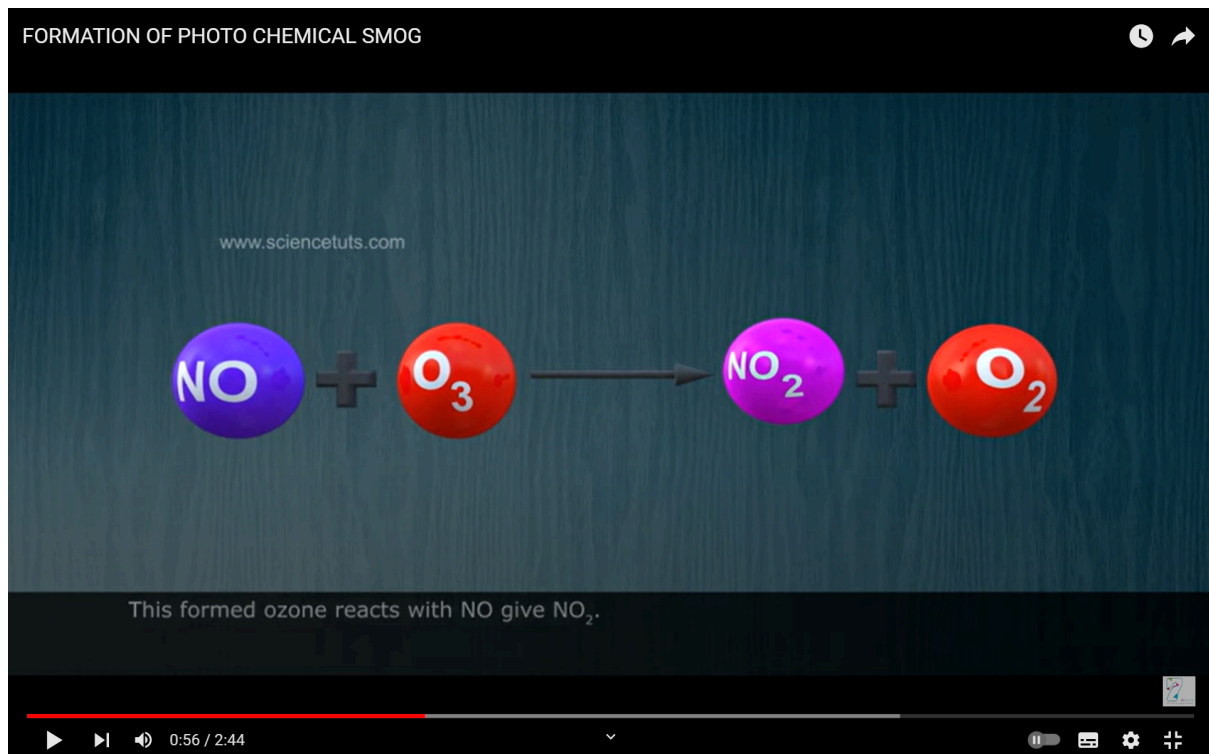 FORMATION OF PHOTO CHEMICAL SMOG
www.sciencetuts.com
NO + O₃ → NO₂ + O₂
This formed ozone reacts with NO give NO₂.
0:56 / 2:44